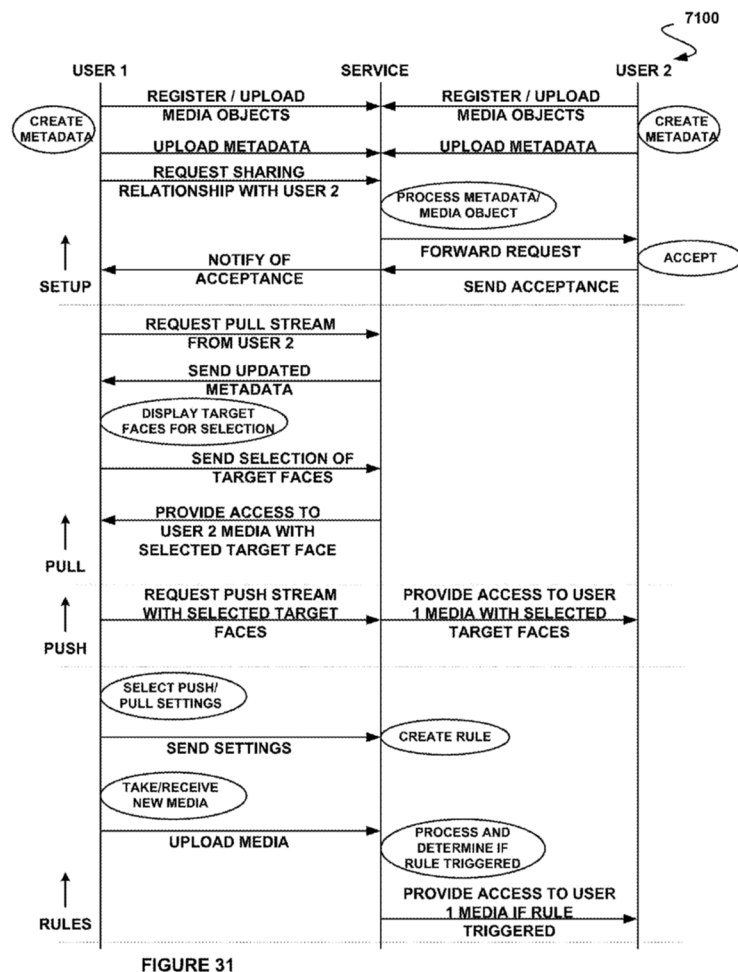 7100
USER 1
SERVICE
USER 2
REGISTER / UPLOAD
MEDIA OBJECTS
REGISTER / UPLOAD
MEDIA OBJECTS
CREATE
METADATA
CREATE
METADATA
UPLOAD METADATA
UPLOAD METADATA
REQUEST SHARING
RELATIONSHIP WITH USER 2
PROCESS METADATA/
MEDIA OBJECT
FORWARD REQUEST
ACCEPT
NOTIFY OF
ACCEPTANCE
SEND ACCEPTANCE
SETUP
REQUEST PULL STREAM
FROM USER 2
SEND UPDATED
METADATA
DISPLAY TARGET
FACES FOR SELECTION
SEND SELECTION OF
TARGET FACES
PROVIDE ACCESS TO
USER 2 MEDIA WITH
SELECTED TARGET FACE
PULL
REQUEST PUSH STREAM
WITH SELECTED TARGET
FACES
PROVIDE ACCESS TO USER
1 MEDIA WITH SELECTED
TARGET FACES
PUSH
SELECT PUSH/
PULL SETTINGS
SEND SETTINGS
CREATE RULE
TAKE/RECEIVE
NEW MEDIA
UPLOAD MEDIA
PROCESS AND
DETERMINE IF
RULE TRIGGERED
PROVIDE ACCESS TO USER
1 MEDIA IF RULE
TRIGGERED
RULES
FIGURE 31